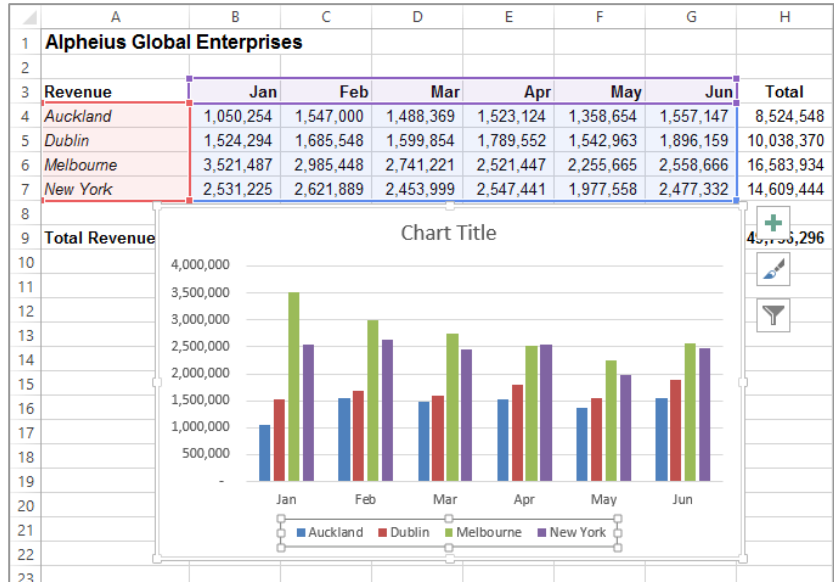 A B C D E F G H
1 Alpheius Global Enterprises
2
3 Revenue Jan Feb Mar Apr May Jun Total
4 Auckland 1,050,254 1,547,000 1,488,369 1,523,124 1,358,654 1,557,147 8,524,548
5 Dublin 1,524,294 1,685,548 1,599,854 1,789,552 1,542,963 1,896,159 10,038,370
6 Melbourne 3,521,487 2,985,448 2,741,221 2,521,447 2,255,665 2,558,666 16,583,934
7 New York 2,531,225 2,621,889 2,453,999 2,547,441 1,977,558 2,477,332 14,609,444
8
9 Total Revenue
Chart Title
10
11
12
13
14
15
16
17
18
19
20
21
22
23
4,000,000
3,500,000
3,000,000
2,500,000
2,000,000
1,500,000
1,000,000
500,000
-
Jan Feb Mar Apr May Jun
Auckland Dublin Melbourne New York